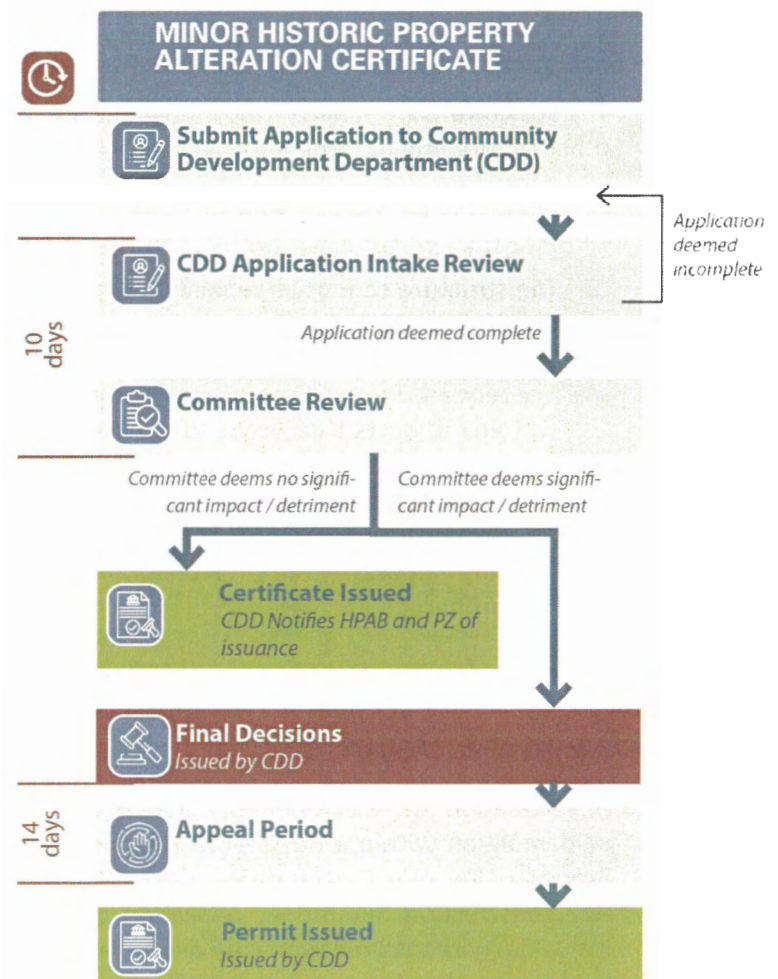 MINOR HISTORIC PROPERTY
ALTERATION CERTIFICATE
Submit Application to Community
Development Department (CDD)
Application
deemed
incomplete
CDD Application Intake Review
10
days
Application deemed complete
Committee Review
Committee deems no signifi-
cant impact / detriment
Committee deems signifi-
cant impact / detriment
Certificate Issued
CDD Notifies HPAB and PZ of
issuance
Final Decisions
Issued by CDD
14
days
Appeal Period
Permit Issued
Issued by CDD